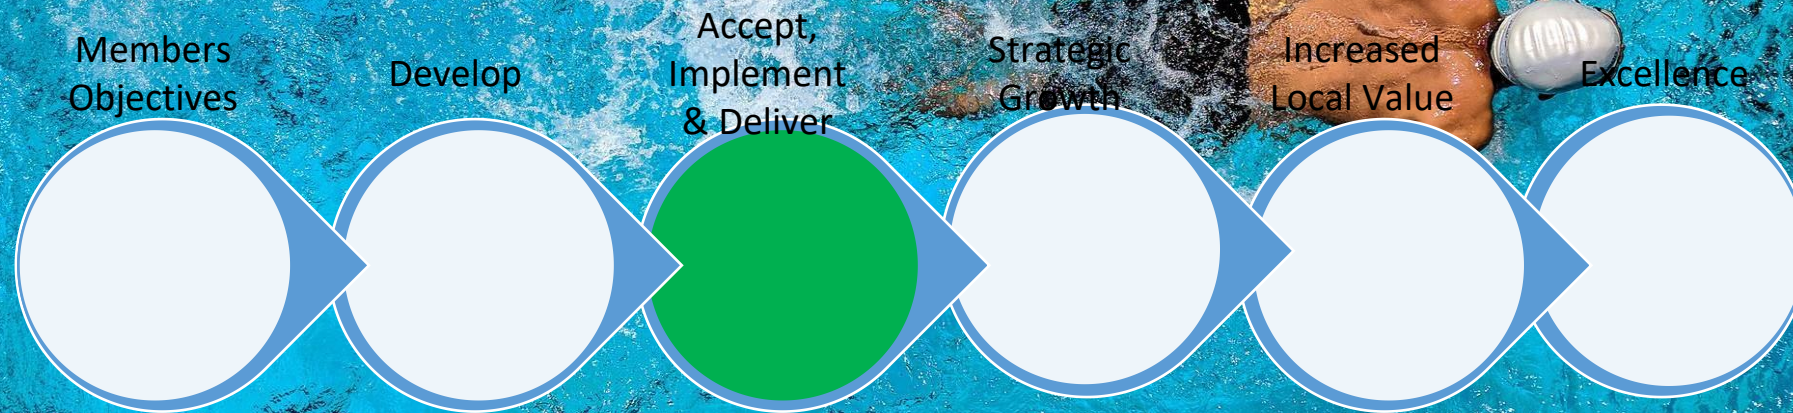 Members
Objectives
Develop
Accept,
Implement
& Deliver
Strategic
Growth
Increased
Local Value
Excellence